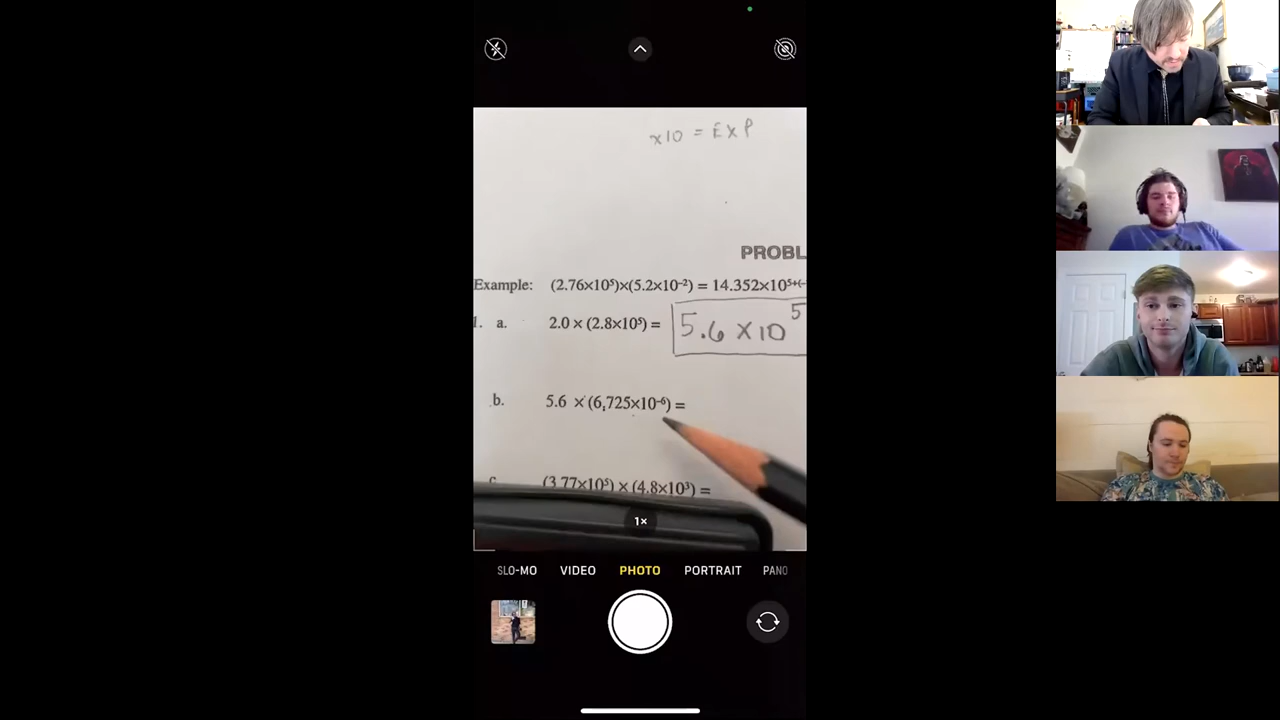 ×10 = EXP
PROBL
Example: (2.76×10⁵)×(5.2×10⁻²) = 14.352×10⁵⁺⁽⁻
1. a. 2.0 × (2.8×10⁵) = 5.6 × 10⁵
b. 5.6 × (6,725×10⁻⁶) =
c. (3.77×10⁵) × (4.8×10³) =
1×
SLO-MO VIDEO PHOTO PORTRAIT PANO